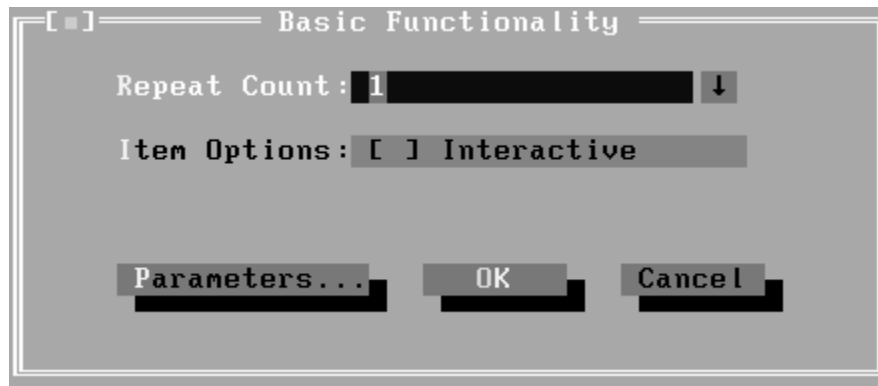 [■] Basic Functionality
Repeat Count: 1 ↓
Item Options: [ ] Interactive
Parameters... OK Cancel